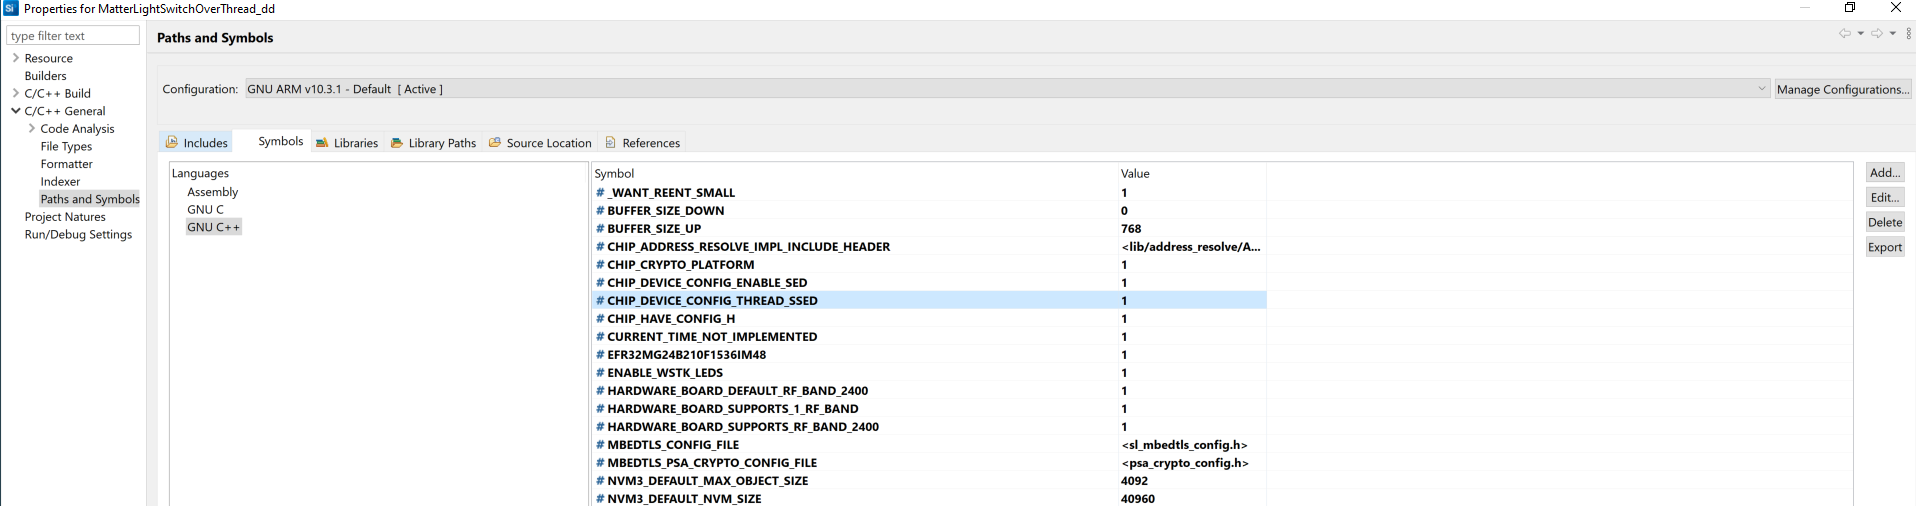 Si Properties for MatterLightSwitchOverThread_dd
type filter text
Resource
Builders
C/C++ Build
C/C++ General
Code Analysis
File Types
Formatter
Indexer
Paths and Symbols
Project Natures
Run/Debug Settings
Paths and Symbols
Configuration: GNU ARM v10.3.1 - Default [ Active ] Manage Configurations...
Includes Symbols Libraries Library Paths Source Location References
Languages
Assembly
GNU C
GNU C++
Symbol Value
# _WANT_REENT_SMALL 1
# BUFFER_SIZE_DOWN 0
# BUFFER_SIZE_UP 768
# CHIP_ADDRESS_RESOLVE_IMPL_INCLUDE_HEADER <lib/address_resolve/A...
# CHIP_CRYPTO_PLATFORM 1
# CHIP_DEVICE_CONFIG_ENABLE_SED 1
# CHIP_DEVICE_CONFIG_THREAD_SSED 1
# CHIP_HAVE_CONFIG_H 1
# CURRENT_TIME_NOT_IMPLEMENTED 1
# EFR32MG24B210F1536IM48 1
# ENABLE_WSTK_LEDS 1
# HARDWARE_BOARD_DEFAULT_RF_BAND_2400 1
# HARDWARE_BOARD_SUPPORTS_1_RF_BAND 1
# HARDWARE_BOARD_SUPPORTS_RF_BAND_2400 1
# MBEDTLS_CONFIG_FILE <sl_mbedtls_config.h>
# MBEDTLS_PSA_CRYPTO_CONFIG_FILE <psa_crypto_config.h>
# NVM3_DEFAULT_MAX_OBJECT_SIZE 4092
# NVM3_DEFAULT_NVM_SIZE 40960
Add...
Edit...
Delete
Export